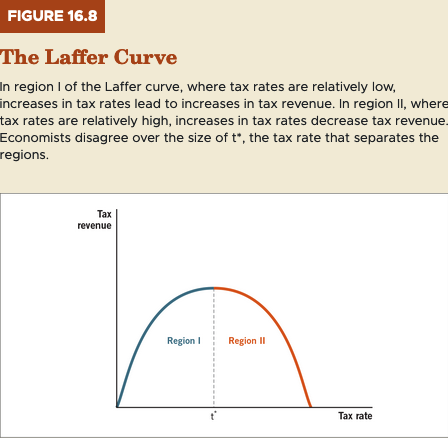 FIGURE 16.8
The Laffer Curve
In region I of the Laffer curve, where tax rates are relatively low,
increases in tax rates lead to increases in tax revenue. In region II, where
tax rates are relatively high, increases in tax rates decrease tax revenue.
Economists disagree over the size of t*, the tax rate that separates the
regions.
Tax
revenue
Region I
Region II
t*
Tax rate